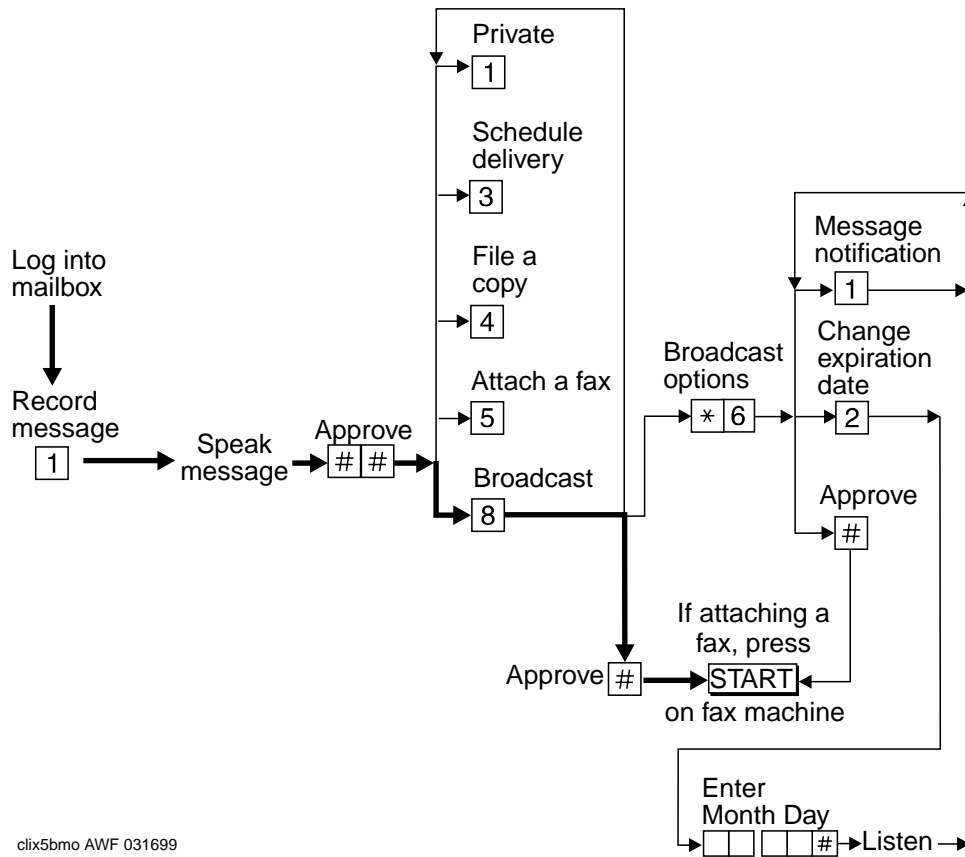 Private
1
Schedule
delivery
3
File a
copy
4
Attach a fax
5
Broadcast
8
Log into
mailbox
Record
message
1
Speak
message
Approve
# #
Broadcast
options
* 6
Message
notification
1
Change
expiration
date
2
Approve
#
Approve #
If attaching a
fax, press
START
on fax machine
Enter
Month Day
# Listen
clix5bmo AWF 031699